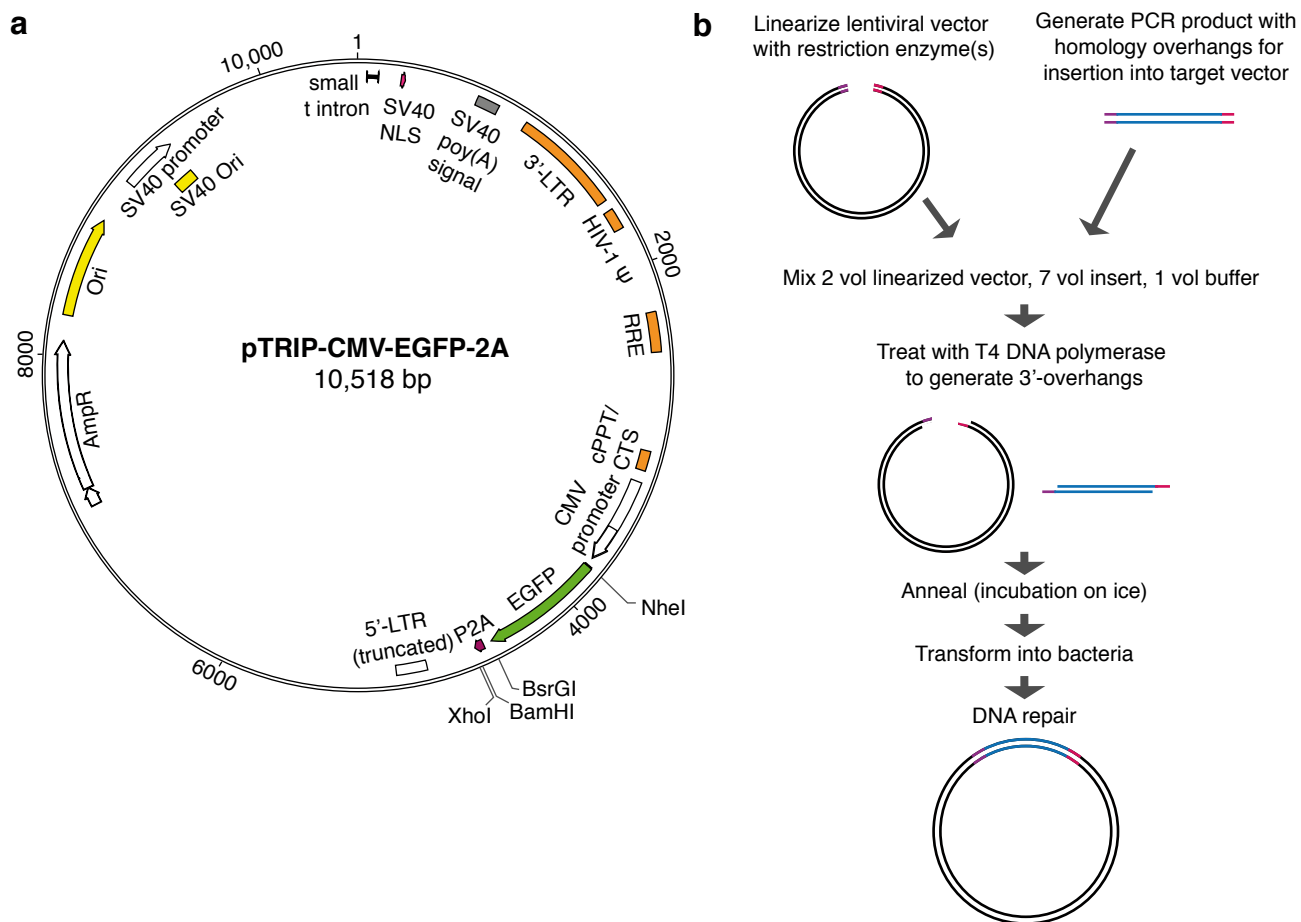 a
1
10,000
small
t intron
SV40
NLS
SV40
poy(A)
signal
3'-LTR
HIV-1 Ψ
2000
RRE
cPPT/
CTS
CMV
promoter
NheI
4000
EGFP
P2A
BsrGI
BamHI
XhoI
5'-LTR
(truncated)
6000
AmpR
8000
Ori
SV40 Ori
SV40 promoter
pTRIP-CMV-EGFP-2A
10,518 bp
b
Linearize lentiviral vector
with restriction enzyme(s)
Generate PCR product with
homology overhangs for
insertion into target vector
Mix 2 vol linearized vector, 7 vol insert, 1 vol buffer
Treat with T4 DNA polymerase
to generate 3'-overhangs
Anneal (incubation on ice)
Transform into bacteria
DNA repair